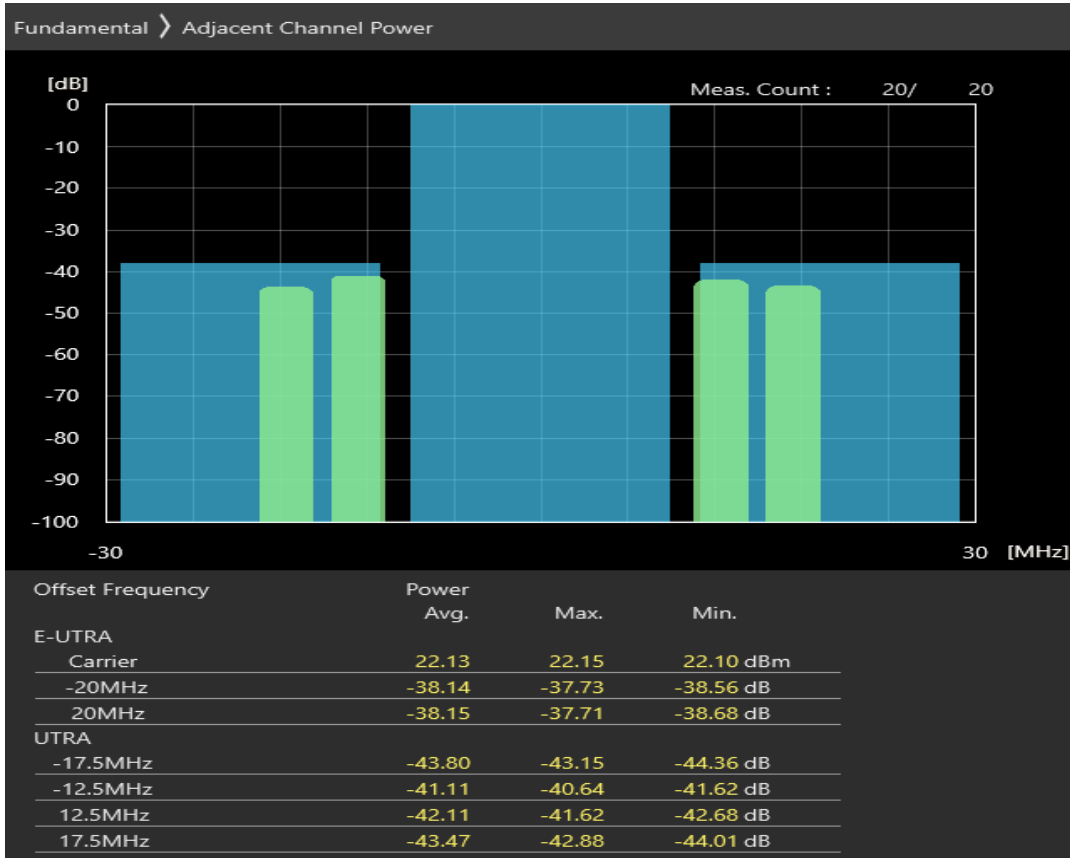 Fundamental ❭ Adjacent Channel Power
[dB]
Meas. Count : 20/ 20
0
-10
-20
-30
-40
-50
-60
-70
-80
-90
-100
-30 30 [MHz]
Offset Frequency Power
Avg. Max. Min.
E-UTRA
Carrier 22.13 22.15 22.10 dBm
-20MHz -38.14 -37.73 -38.56 dB
20MHz -38.15 -37.71 -38.68 dB
UTRA
-17.5MHz -43.80 -43.15 -44.36 dB
-12.5MHz -41.11 -40.64 -41.62 dB
12.5MHz -42.11 -41.62 -42.68 dB
17.5MHz -43.47 -42.88 -44.01 dB